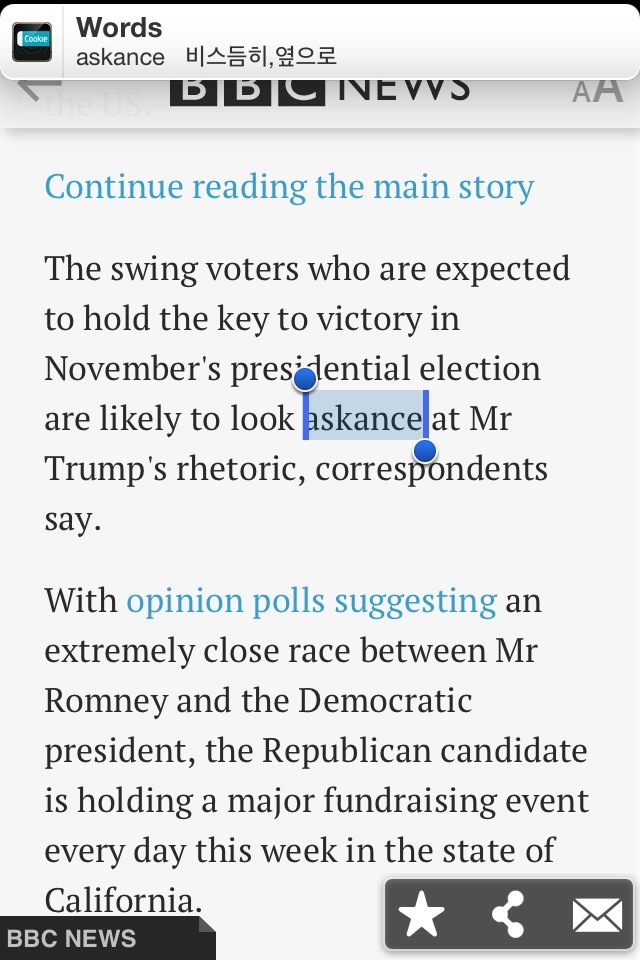 Cookie
Words
askance 비스듬히,옆으로
the US.
BBC NEWS
AA
Continue reading the main story
The swing voters who are expected
to hold the key to victory in
November's presidential election
are likely to look askance at Mr
Trump's rhetoric, correspondents
say.
With opinion polls suggesting an
extremely close race between Mr
Romney and the Democratic
president, the Republican candidate
is holding a major fundraising event
every day this week in the state of
California.
BBC NEWS